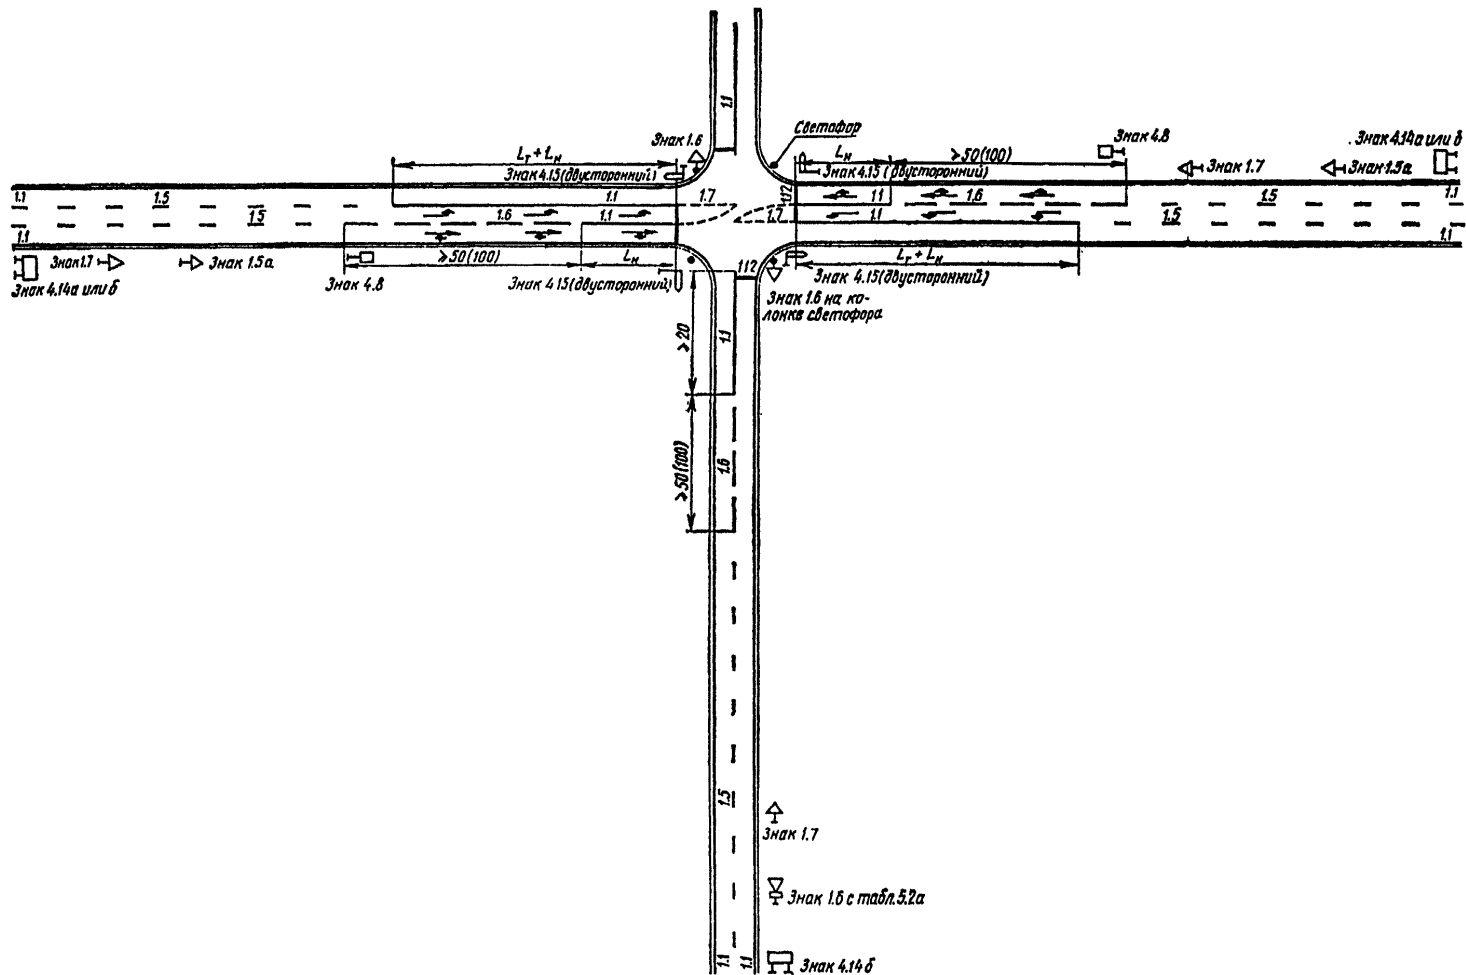 1.1
Знак 1.6
Светофор
Знак 4.8
Знак 4.14а или б
Lт + Lн
Lн
≥50(100)
Знак 4.15(двусторонний)
Знак 4.15 (двусторонний)
Знак 1.7
Знак 1.5а
1.1
1.5
1.1
1.7
1.12
1.1
1.6
1.5
1.1
1.5
1.6
1.1
1.7
1.1
1.5
1.1
1.1
Знак 1.7
Знак 1.5а
≥50(100)
Lн
1.12
Lт + Lн
Знак 4.14а или б
Знак 4.8
Знак 4.15(двусторонний)
Знак 4.15(двусторонний)
Знак 1.6 на ко-
лонке светофора
≥20
1.1
≥50(100)
1.6
1.5
Знак 1.7
Знак 1.6 с табл.5.2а
1.1
1.1
Знак 4.14б